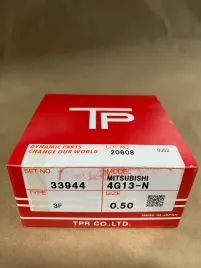 TP
DYNAMIC PARTS
CHANGE OUR WORLD
LOT NO
20608
0302
SET NO.
33944
MODEL
MITSUBISHI
4G13-N
TYPE
3F
SIZE
0.50
MADE IN JAPAN
TPR CO.,LTD.